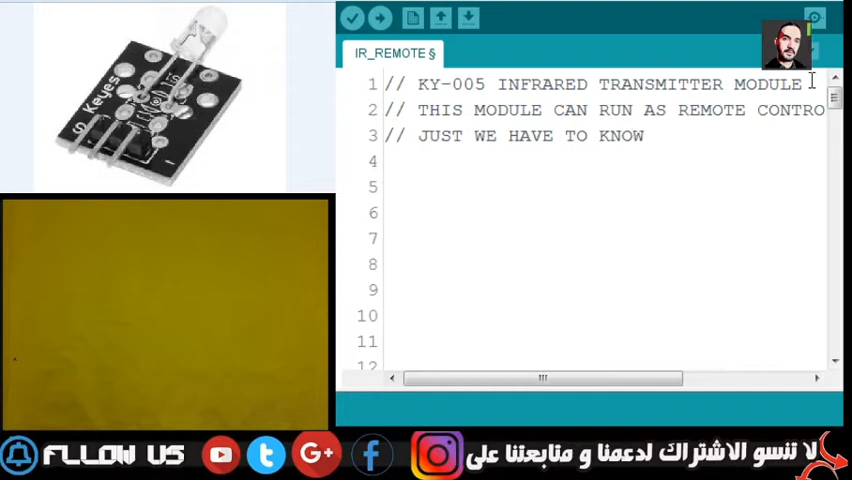 S Keyes
IR_REMOTE §
1 // KY-005 INFRARED TRANSMITTER MODULE
2 // THIS MODULE CAN RUN AS REMOTE CONTRO
3 // JUST WE HAVE TO KNOW
4
5
6
7
8
9
10
11
12
FLLOW US
لا تنسو الاشتراك لدعمنا و متابعتنا على